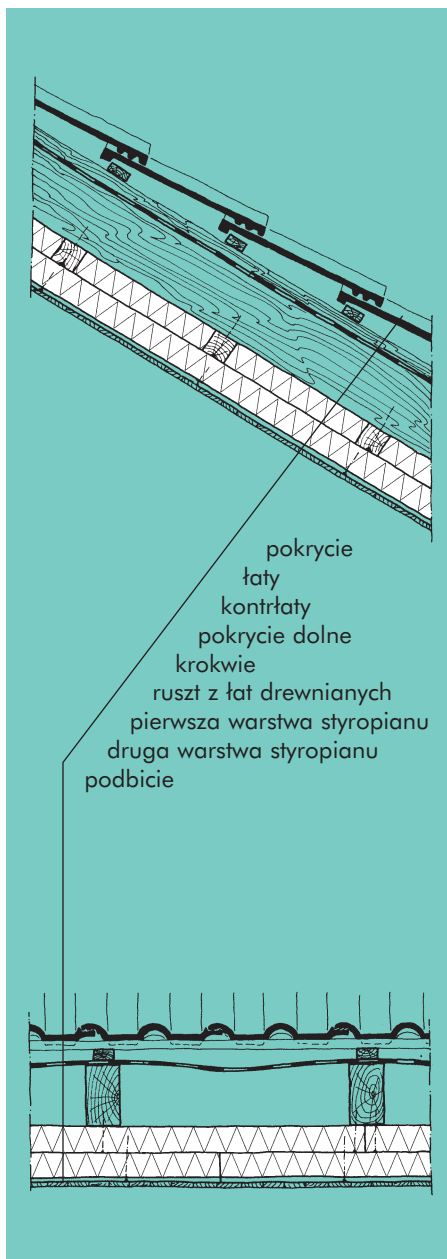 pokrycie
łaty
kontrłaty
pokrycie dolne
krokwie
ruszt z łat drewnianych
pierwsza warstwa styropianu
druga warstwa styropianu
podbicie